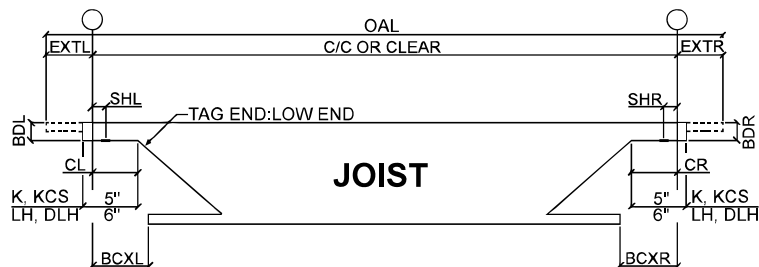 OAL
EXTL C/C OR CLEAR EXTR
SHL SHR
TAG END:LOW END
BDL BDR
JOIST
CL CR
K, KCS 5" 5" K, KCS
LH, DLH 6" 6" LH, DLH
BCXL BCXR